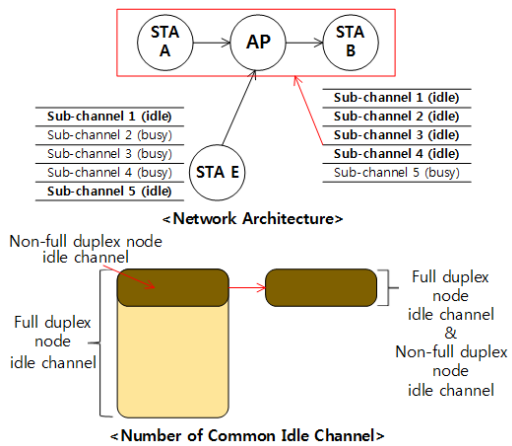 STA
A
AP
STA
B
Sub-channel 1 (idle)
Sub-channel 2 (busy)
Sub-channel 3 (busy)
Sub-channel 4 (busy)
Sub-channel 5 (idle)
STA E
Sub-channel 1 (idle)
Sub-channel 2 (idle)
Sub-channel 3 (idle)
Sub-channel 4 (idle)
Sub-channel 5 (busy)
<Network Architecture>
Non-full duplex node
idle channel
Full duplex
node
idle channel
Full duplex
node
idle channel
&
Non-full duplex
node
idle channel
<Number of Common Idle Channel>